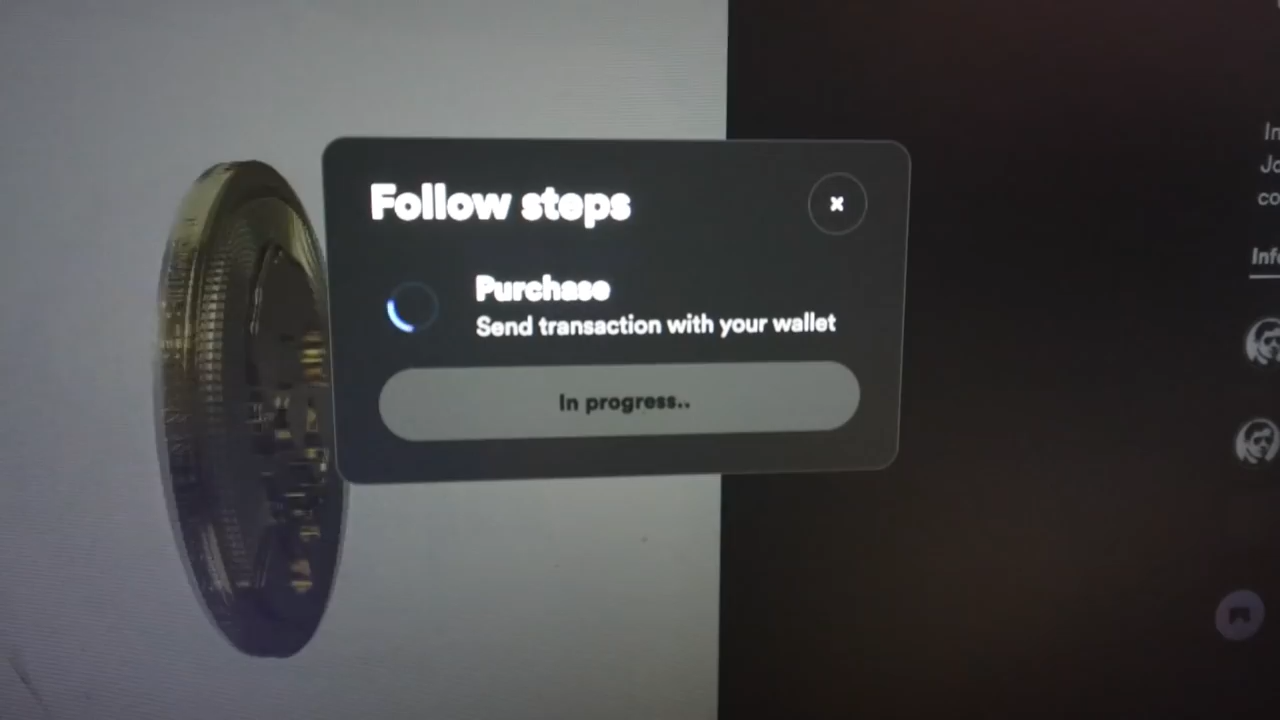 Follow steps
Purchase
Send transaction with your wallet
In progress..